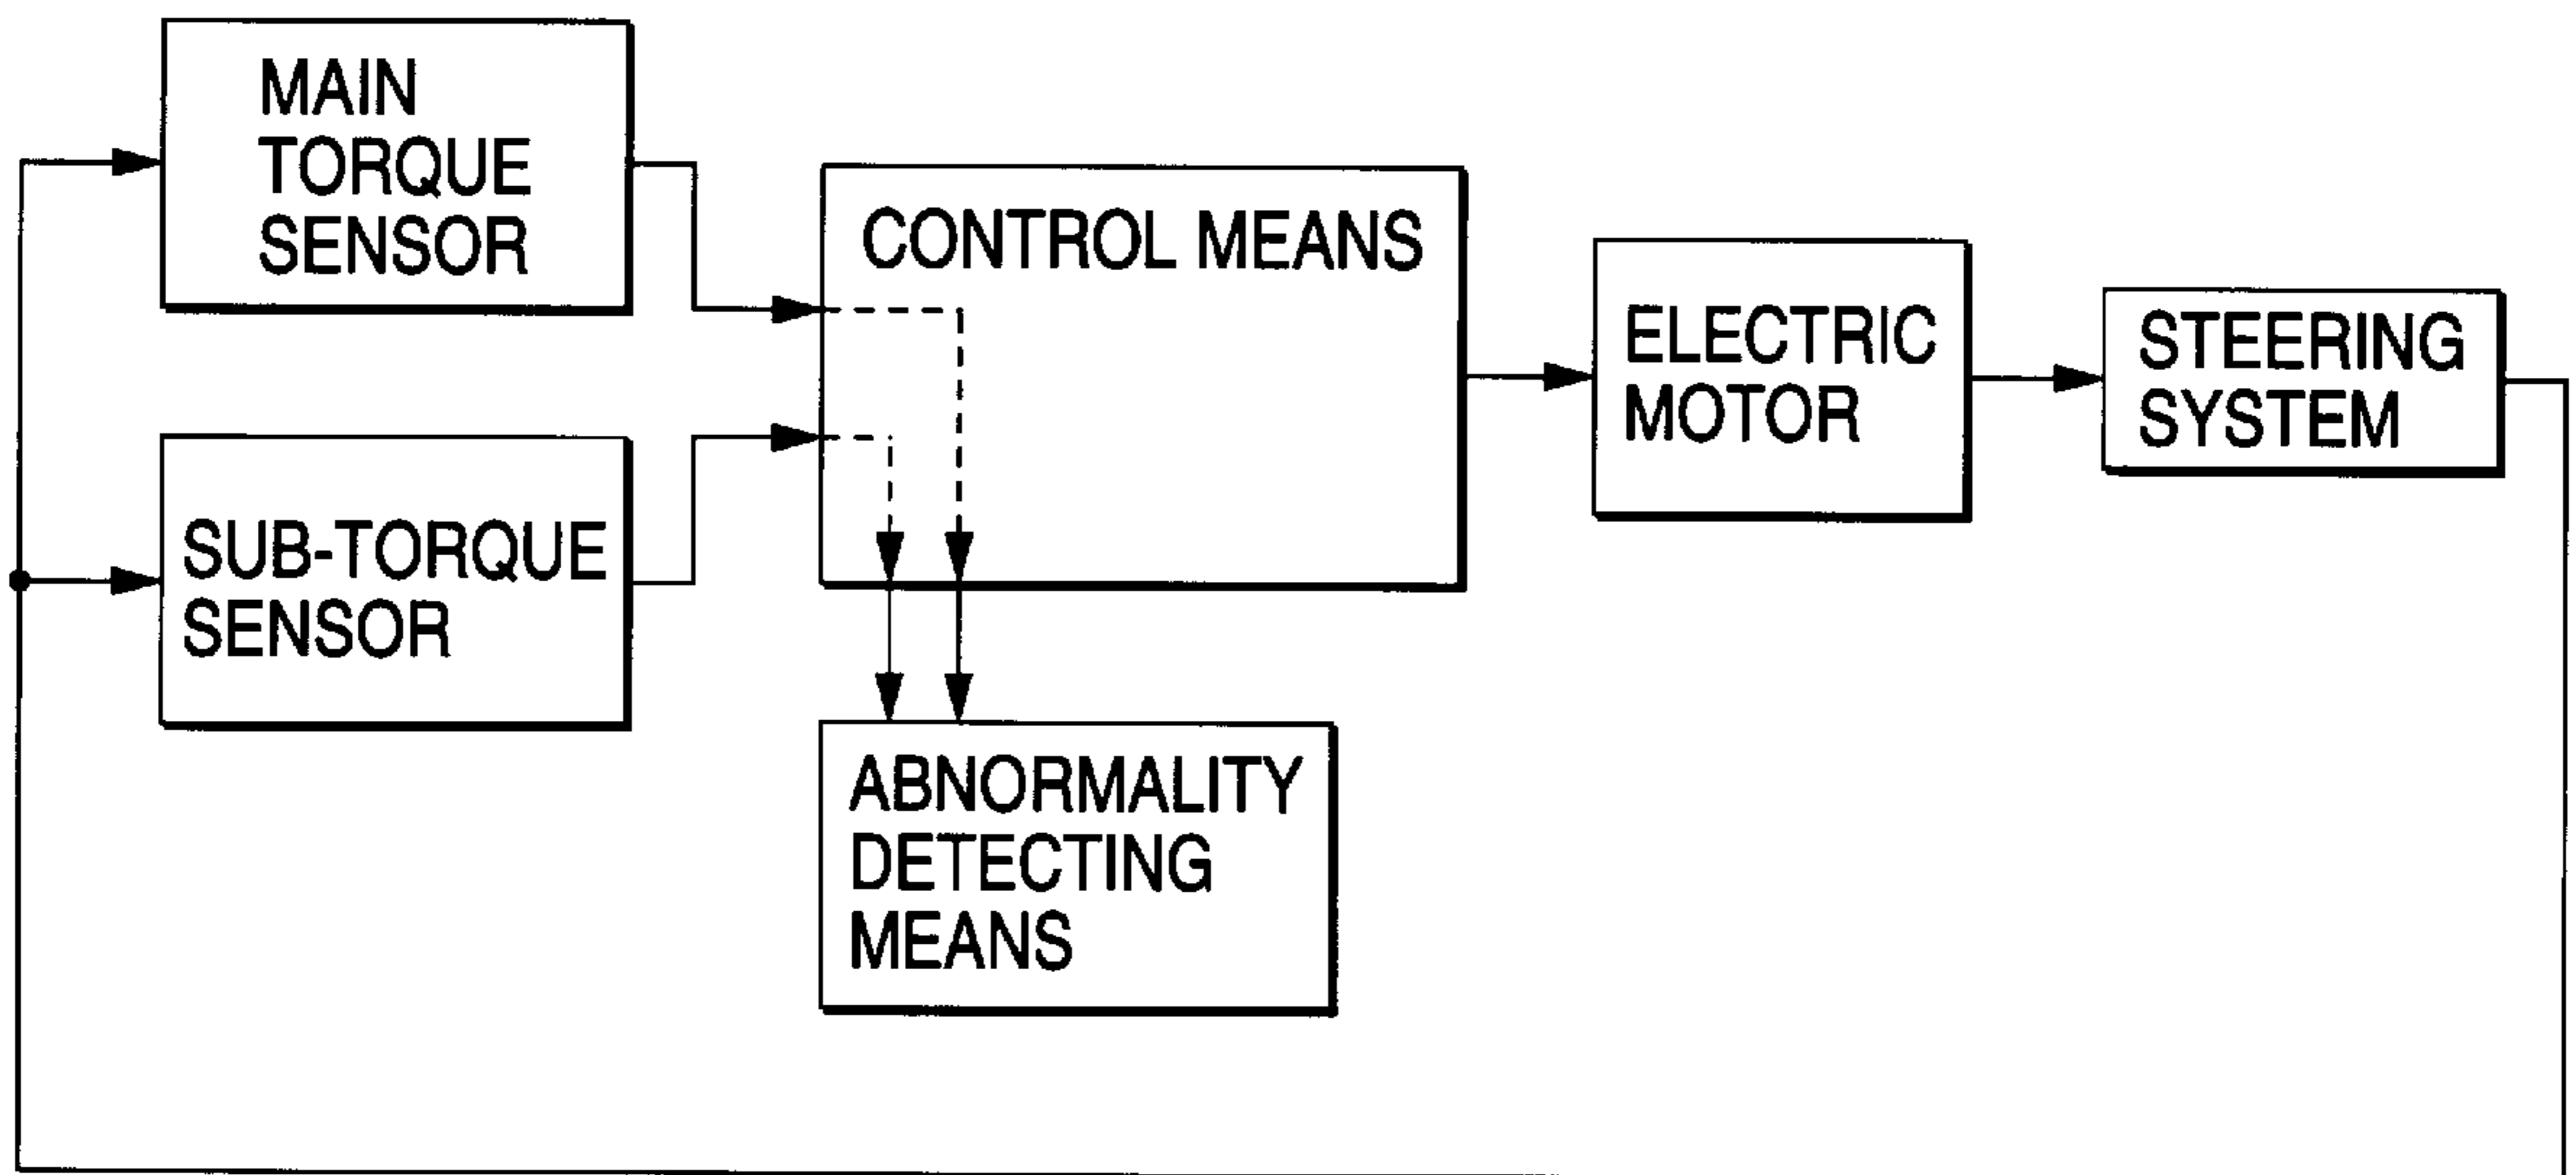 MAIN
TORQUE
SENSOR
SUB-TORQUE
SENSOR
CONTROL MEANS
ABNORMALITY
DETECTING
MEANS
ELECTRIC
MOTOR
STEERING
SYSTEM